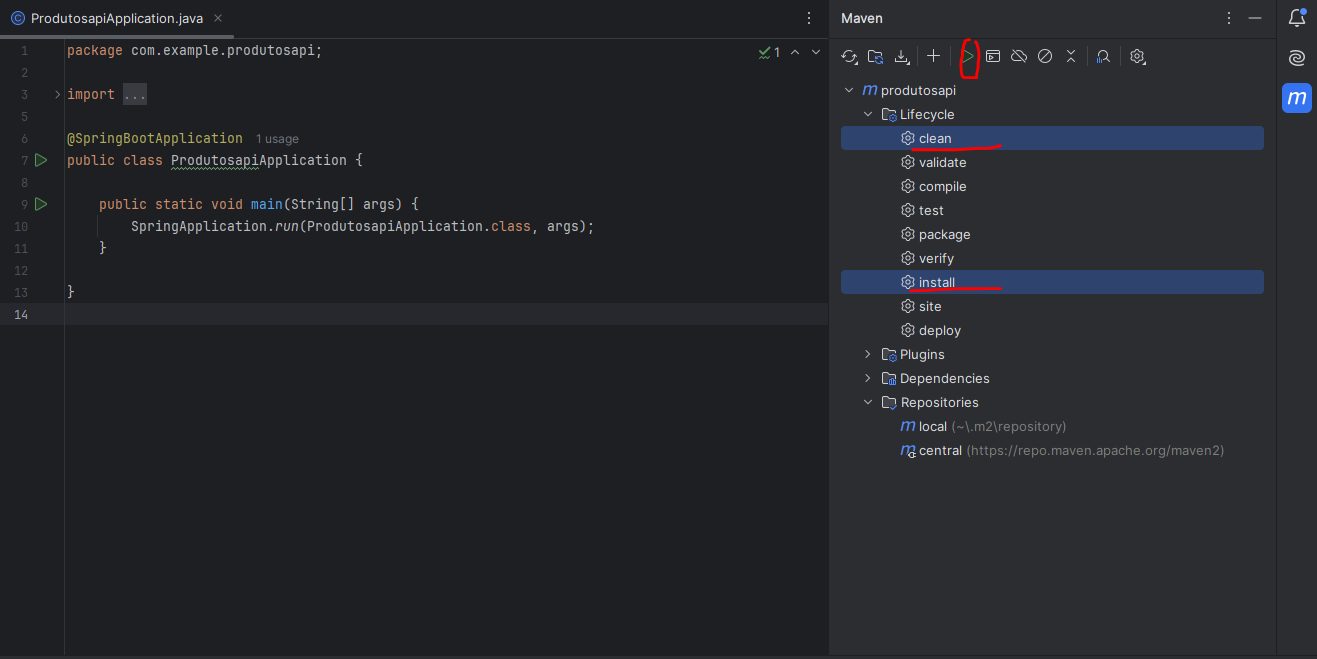 ProdutosapiApplication.java
1 package com.example.produtosapi;
1
2
3 import ...
5
6 @SpringBootApplication 1 usage
7 public class ProdutosapiApplication {
8
9 public static void main(String[] args) {
10 SpringApplication.run(ProdutosapiApplication.class, args);
11 }
12
13 }
14
Maven
m produtosapi
Lifecycle
clean
validate
compile
test
package
verify
install
site
deploy
Plugins
Dependencies
Repositories
m local (~\.m2\repository)
m central (https://repo.maven.apache.org/maven2)
m